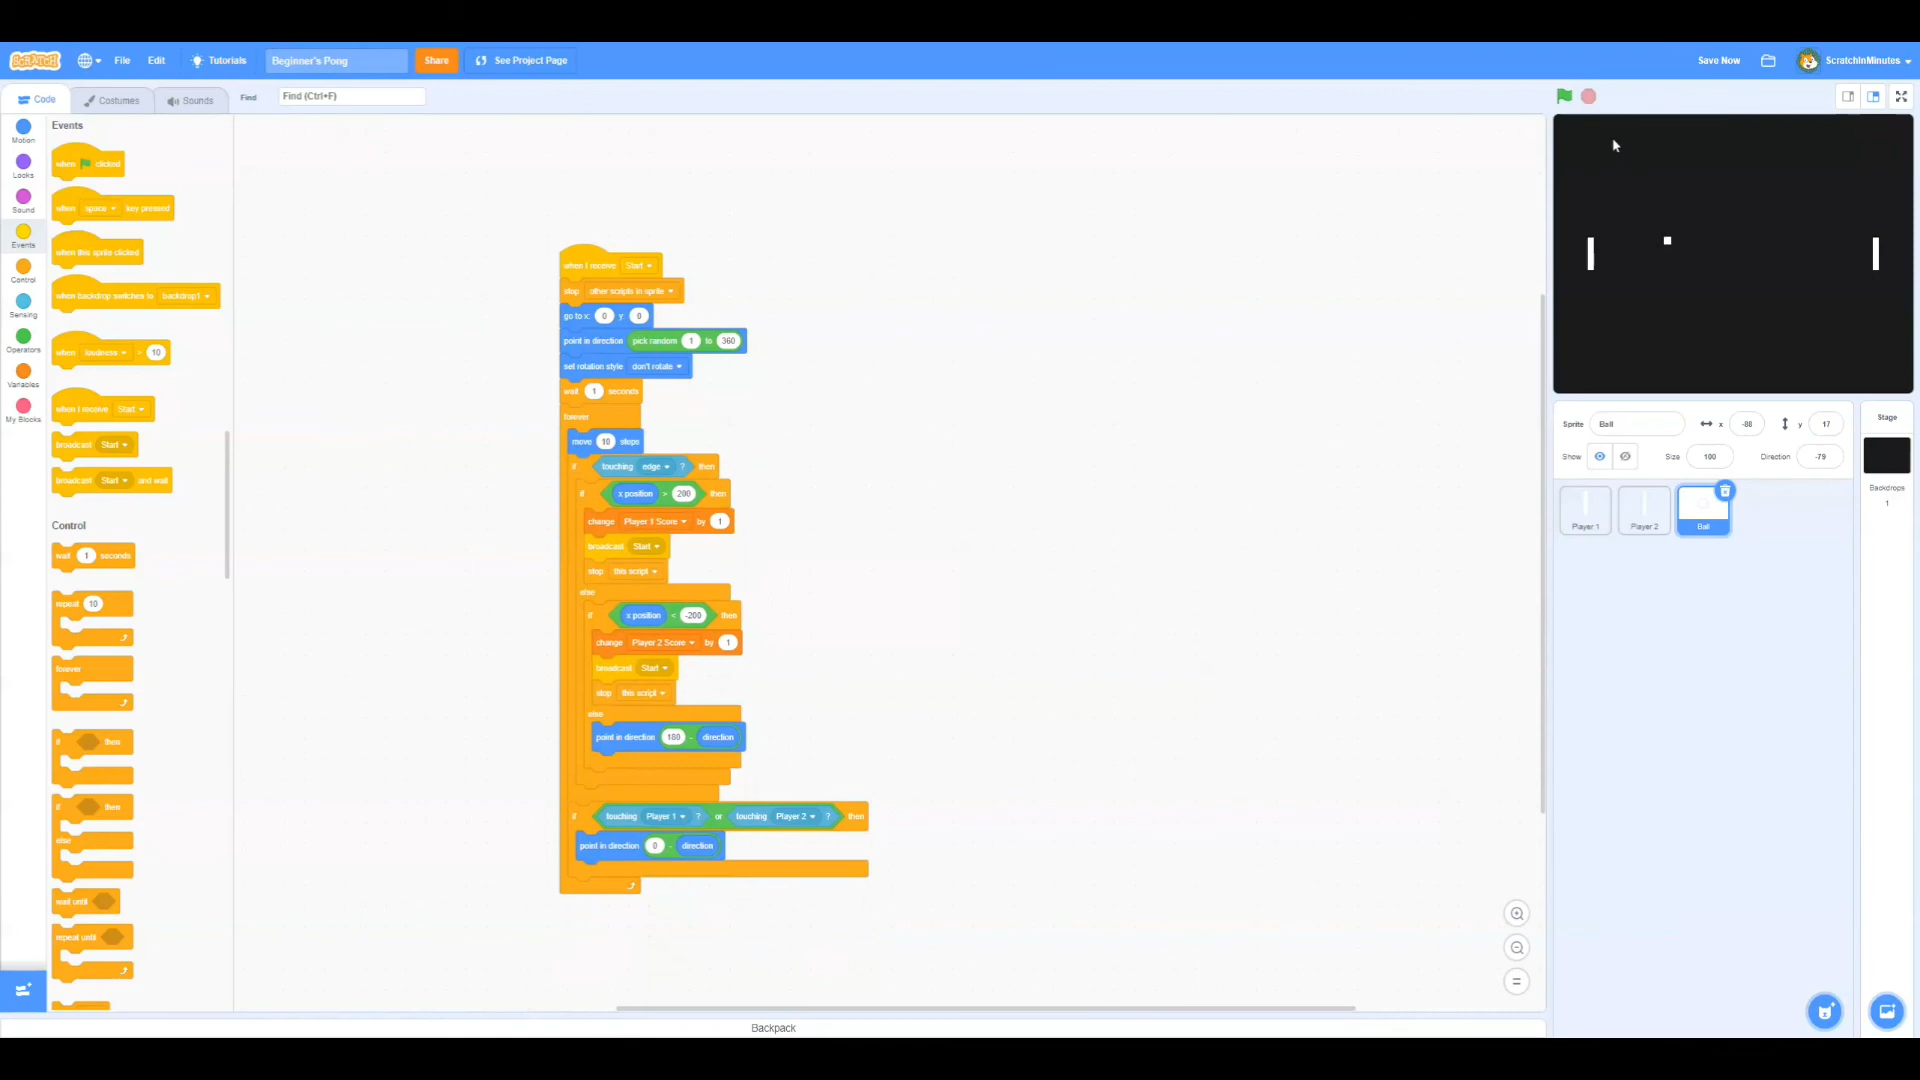 SCRATCH File Edit Tutorials Beginner's Pong Share See Project Page Save Now ScratchInMinutes
Code Costumes Sounds Find Find (Ctrl+F)
Motion
Looks
Sound
Events
Control
Sensing
Operators
Variables
My Blocks
Events
when clicked
when space key pressed
when this sprite clicked
when backdrop switches to backdrop1
when loudness > 10
when I receive Start
broadcast Start
broadcast Start and wait
Control
wait 1 seconds
repeat 10
forever
if then
if then
else
wait until
repeat until
when I receive Start
stop other scripts in sprite
go to x: 0 y: 0
point in direction pick random 1 to 360
set rotation style don't rotate
wait 1 seconds
forever
move 10 steps
if touching edge ? then
if x position > 200 then
change Player 1 Score by 1
broadcast Start
stop this script
else
if x position < -200 then
change Player 2 Score by 1
broadcast Start
stop this script
else
point in direction 180 - direction
if touching Player 1 ? or touching Player 2 ? then
point in direction 0 - direction
Sprite Ball x -88 y 17
Show Size 100 Direction -79
Player 1 Player 2 Ball
Stage
Backdrops
1
Backpack